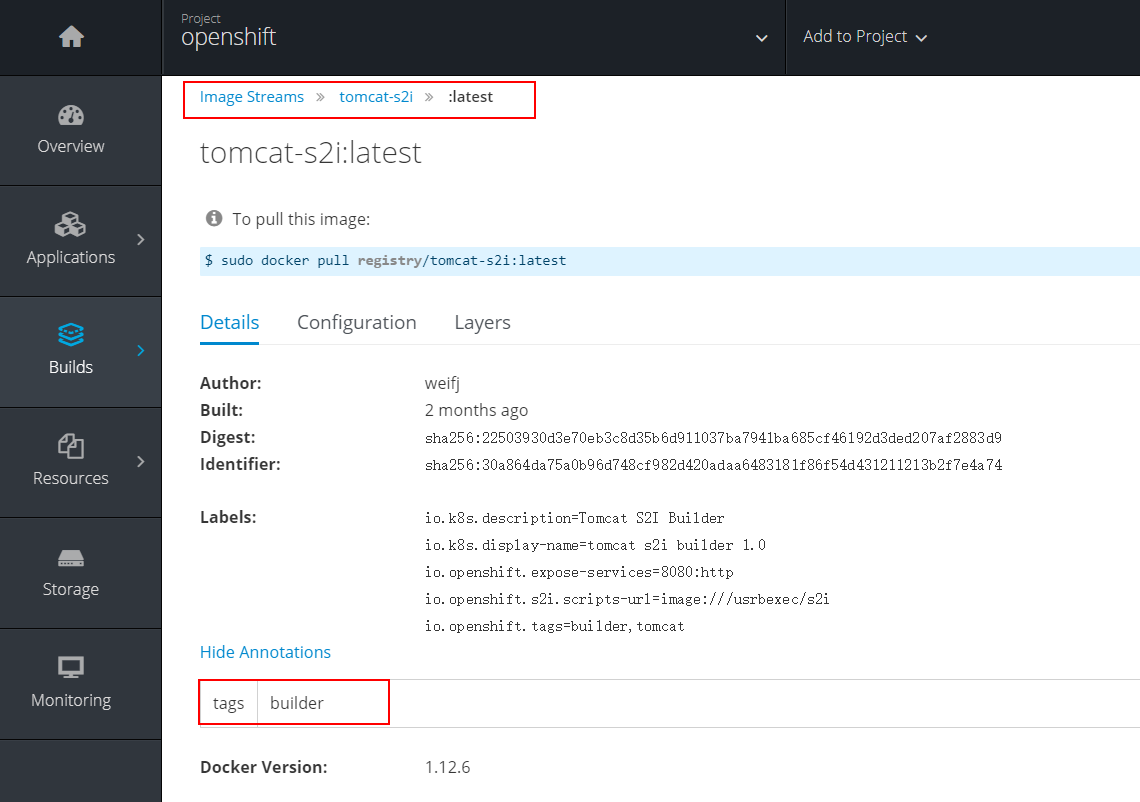 Project
openshift
Add to Project
Image Streams » tomcat-s2i » :latest
Overview
tomcat-s2i:latest
To pull this image:
Applications
$ sudo docker pull registry/tomcat-s2i:latest
Details Configuration Layers
Builds
Author: weifj
Built: 2 months ago
Digest: sha256:22503930d3e70eb3c8d35b6d911037ba7941ba685cf46192d3ded207af2883d9
Identifier: sha256:30a864da75a0b96d748cf982d420adaa6483181f86f54d431211213b2f7e4a74
Resources
Labels: io.k8s.description=Tomcat S2I Builder
io.k8s.display-name=tomcat s2i builder 1.0
io.openshift.expose-services=8080:http
Storage
io.openshift.s2i.scripts-url=image:///usrbexec/s2i
io.openshift.tags=builder,tomcat
Hide Annotations
Monitoring
tags builder
Docker Version: 1.12.6